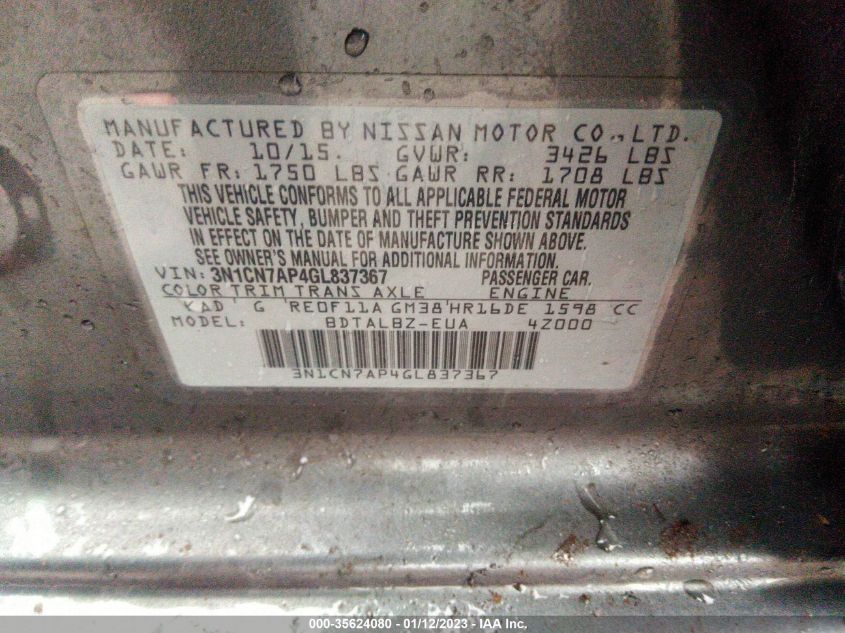 MANUFACTURED BY NISSAN MOTOR CO., LTD.
DATE: 10/15. GVWR: 3426 LBS
GAWR FR: 1750 LBS GAWR RR: 1708 LBS
THIS VEHICLE CONFORMS TO ALL APPLICABLE FEDERAL MOTOR
VEHICLE SAFETY, BUMPER AND THEFT PREVENTION STANDARDS
IN EFFECT ON THE DATE OF MANUFACTURE SHOWN ABOVE.
SEE OWNER'S MANUAL FOR ADDITIONAL INFORMATION.
VIN: 3N1CN7AP4GL837367 PASSENGER CAR.
COLOR TRIM TRANS AXLE ENGINE
KAD ' G 'RE0F11A GM38'HR16DE 1598 CC
MODEL: BDTALBZ-EUA 4Z000
3N1CN7AP4GL837367
000-35624080 - 01/12/2023 - © IAA Inc.